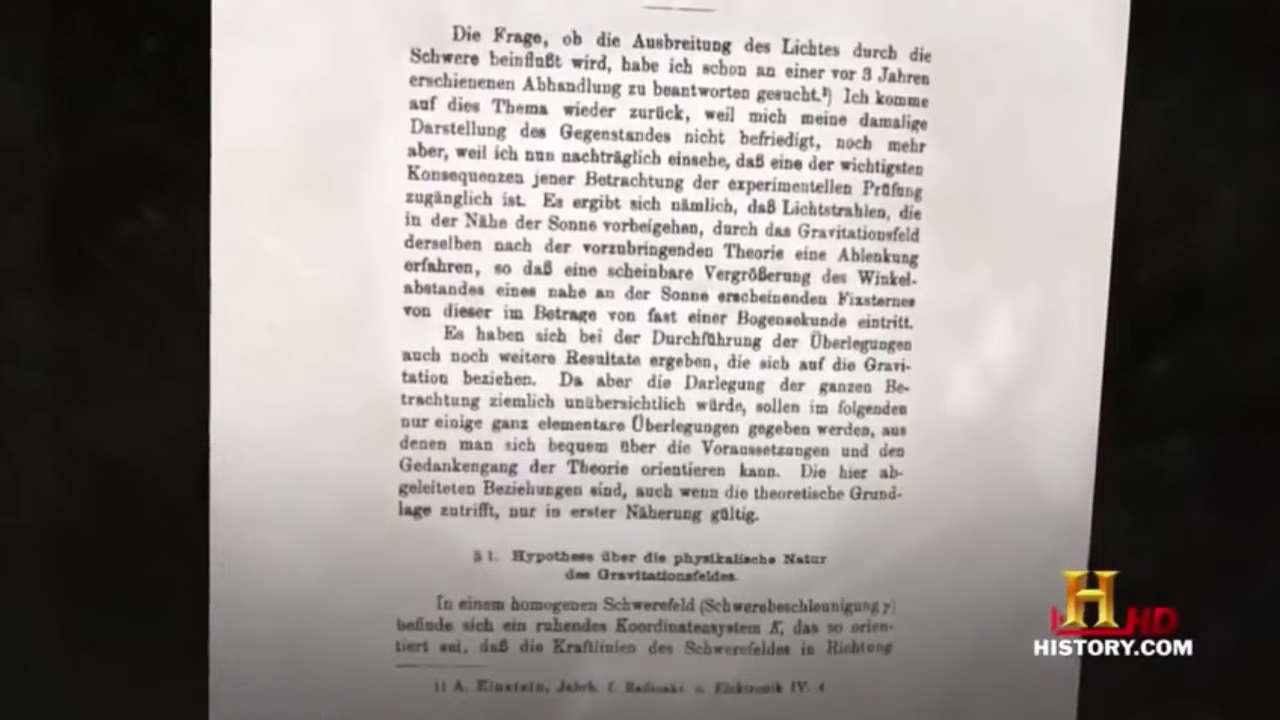 Die Frage, ob die Ausbreitung des Lichtes durch die
Schwere beinflußt wird, habe ich schon an einer vor 3 Jahren
erschienenen Abhandlung zu beantworten gesucht.¹) Ich komme
auf dies Thema wieder zurück, weil mich meine damalige
Darstellung des Gegenstandes nicht befriedigt, noch mehr
aber, weil ich nun nachträglich einsehe, daß eine der wichtigsten
Konsequenzen jener Betrachtung der experimentellen Prüfung
zugänglich ist. Es ergibt sich nämlich, daß Lichtstrahlen, die
in der Nähe der Sonne vorbeigehen, durch das Gravitationsfeld
derselben nach der vorzubringenden Theorie eine Ablenkung
erfahren, so daß eine scheinbare Vergrößerung des Winkel-
abstandes eines nahe an der Sonne erscheinenden Fixsternes
von dieser im Betrage von fast einer Bogensekunde eintritt.
Es haben sich bei der Durchführung der Überlegungen
auch noch weitere Resultate ergeben, die sich auf die Gravi-
tation beziehen. Da aber die Darlegung der ganzen Be-
trachtung ziemlich unübersichtlich würde, sollen im folgenden
nur einige ganz elementare Überlegungen gegeben werden, aus
denen man sich bequem über die Voraussetzungen und den
Gedankengang der Theorie orientieren kann. Die hier ab-
geleiteten Beziehungen sind, auch wenn die theoretische Grund-
lage zutrifft, nur in erster Näherung gültig.
§ 1. Hypothese über die physikalische Natur
des Gravitationsfeldes.
In einem homogenen Schwerefeld (Schwerebeschleunigung γ)
befinde sich ein ruhendes Koordinatensystem K, das so orien-
tiert sei, daß die Kraftlinien des Schwerefeldes in Richtung
1) A. Einstein, Jahrb. f. Radioakt. u. Elektronik IV. 4
H HD
HISTORY.COM